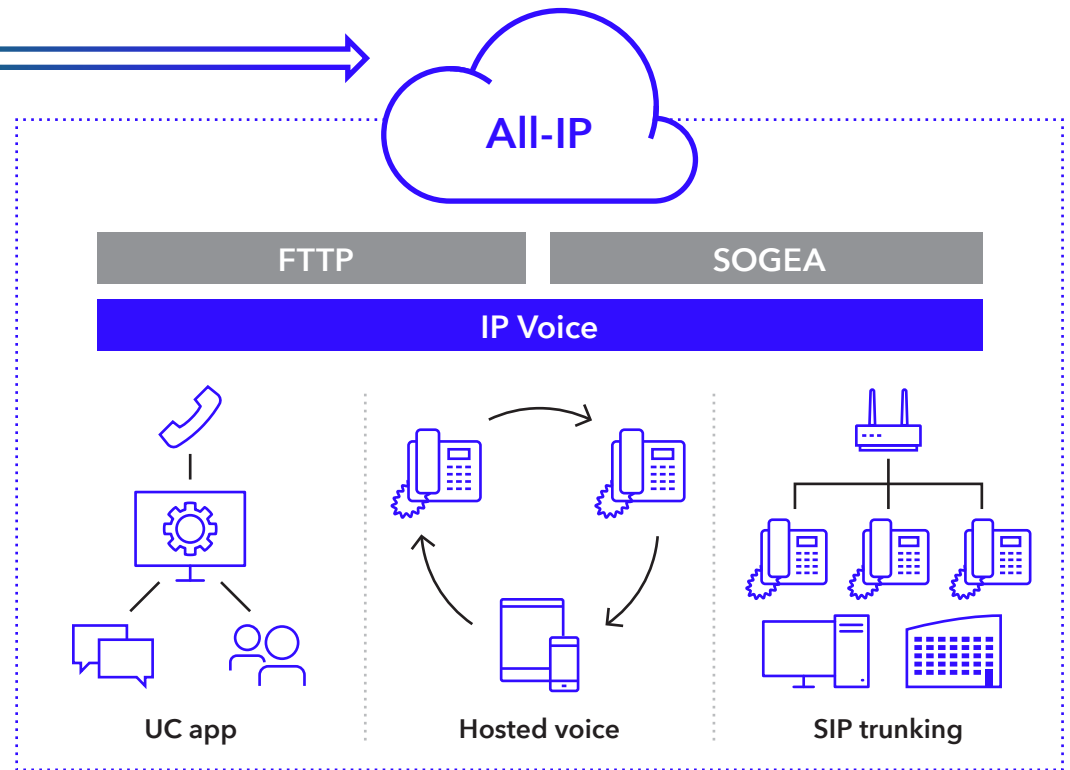 All-IP
FTTP
SOGEA
IP Voice
UC app
Hosted voice
SIP trunking